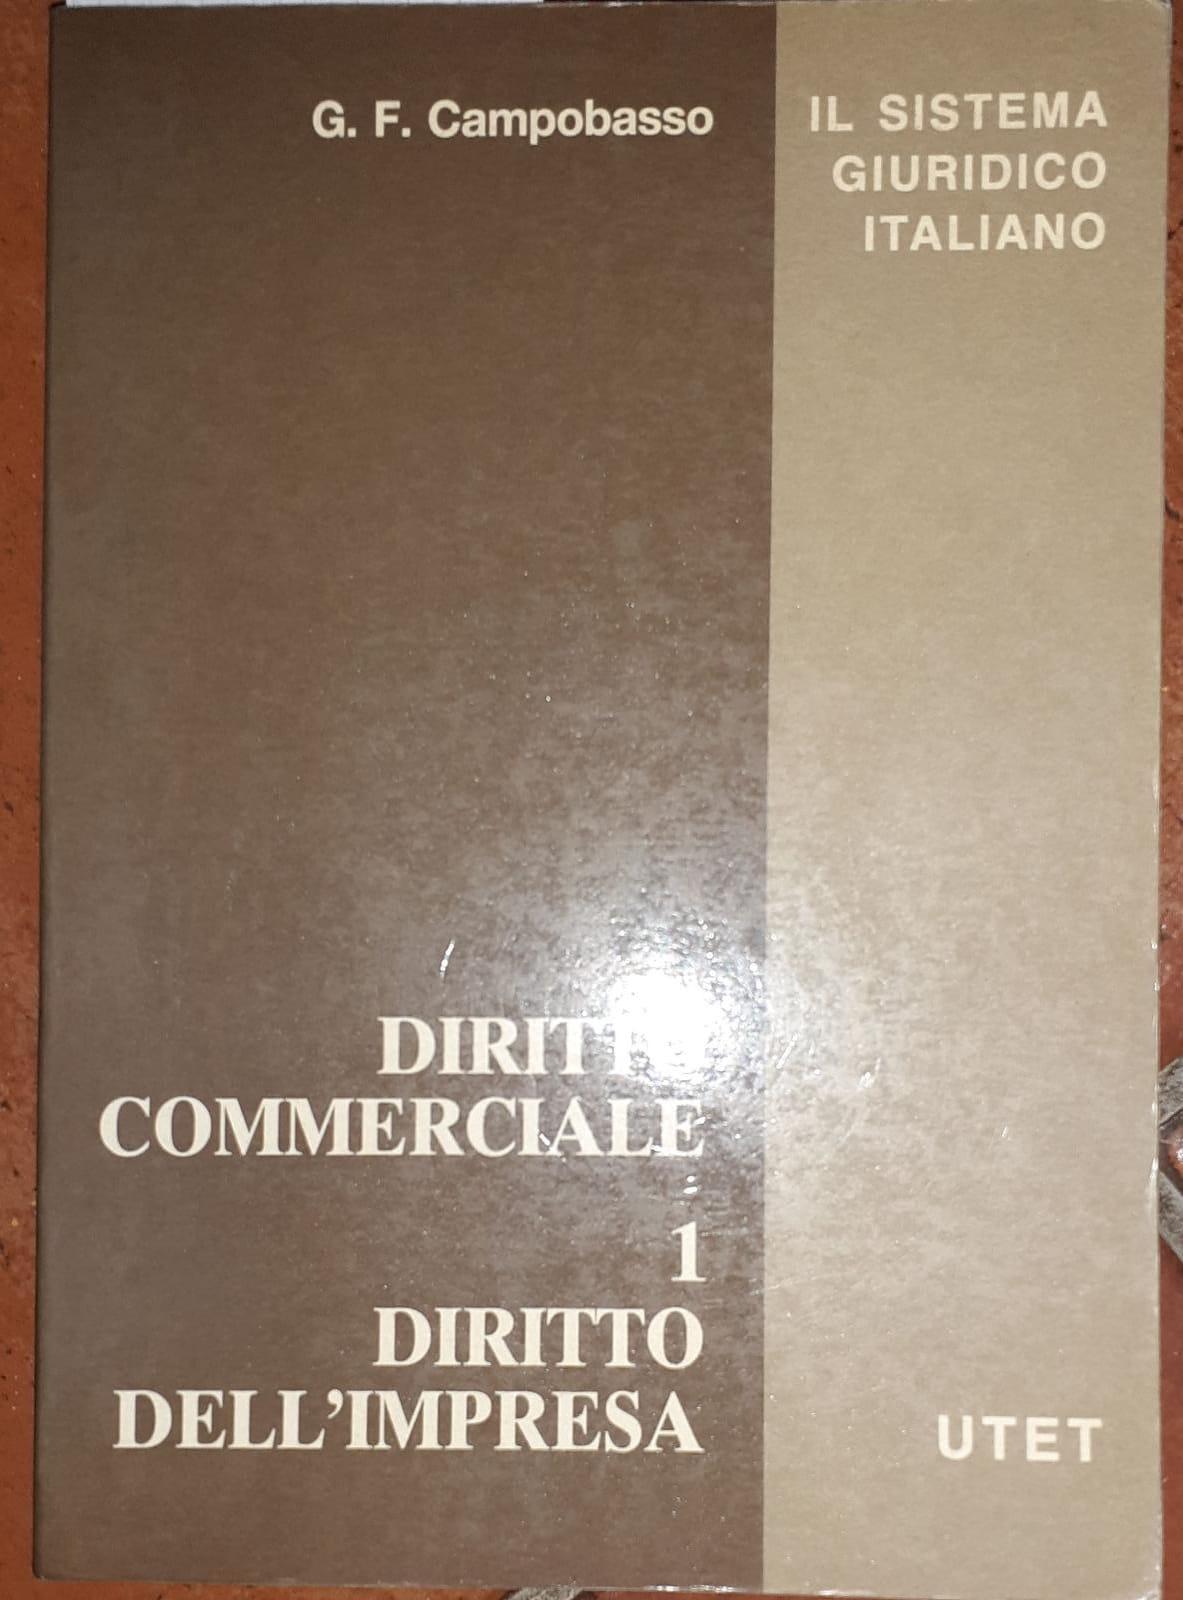 G. F. Campobasso
IL SISTEMA
GIURIDICO
ITALIANO
DIRITTO
COMMERCIALE
1
DIRITTO
DELL'IMPRESA
UTET